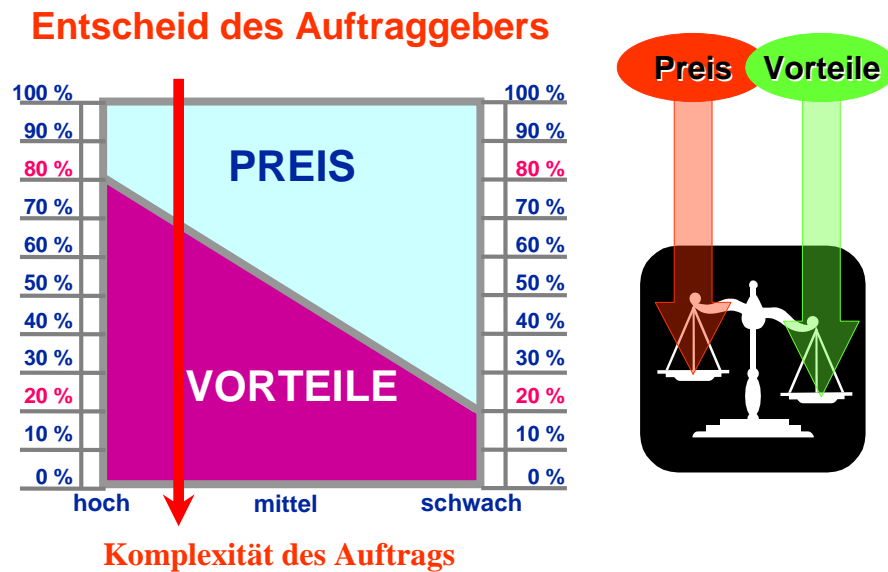 Entscheid des Auftraggebers
Preis Vorteile
100 % 100 %
90 % 90 %
80 % PREIS 80 %
70 % 70 %
60 % 60 %
50 % 50 %
40 % 40 %
30 % 30 %
20 % VORTEILE 20 %
10 % 10 %
0 % 0 %
hoch mittel schwach
Komplexität des Auftrags